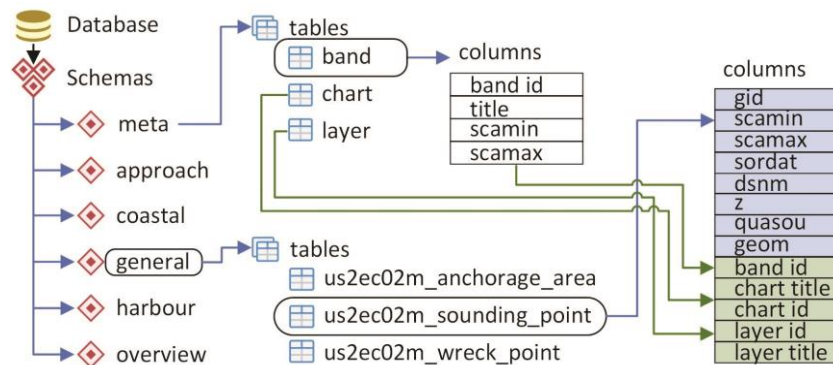 Database
Schemas
meta
approach
coastal
general
harbour
overview
tables
band
chart
layer
columns
band id
title
scamin
scamax
tables
us2ec02m_anchorage_area
us2ec02m_sounding_point
us2ec02m_wreck_point
columns
gid
scamin
scamax
sordat
dsnm
z
quasou
geom
band id
chart title
chart id
layer id
layer title